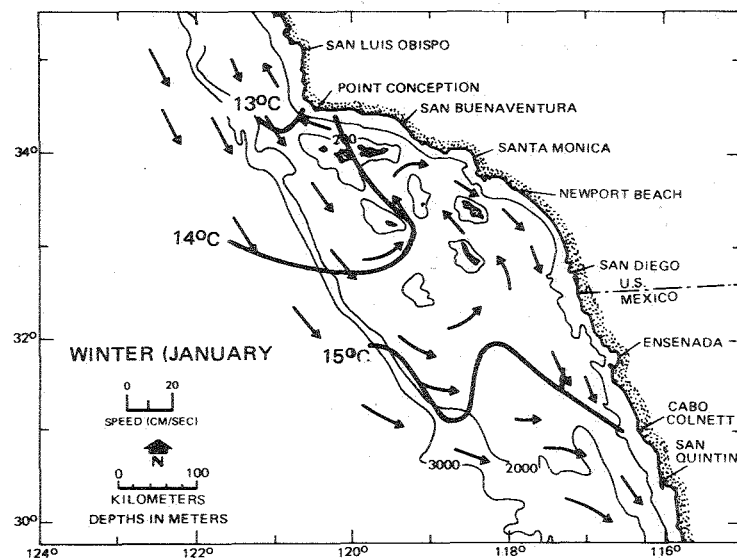 SAN LUIS OBISPO
POINT CONCEPTION
13°C
SAN BUENAVENTURA
34°
SANTA MONICA
NEWPORT BEACH
14°C
SAN DIEGO
U.S.
MEXICO
32°
WINTER (JANUARY
15°C
ENSENADA
0 20
SPEED (CM/SEC)
CABO
COLNETT
N
SAN
QUINTIN
0 100
KILOMETERS
3000
2000
DEPTHS IN METERS
30°
124° 122° 120° 118° 116°